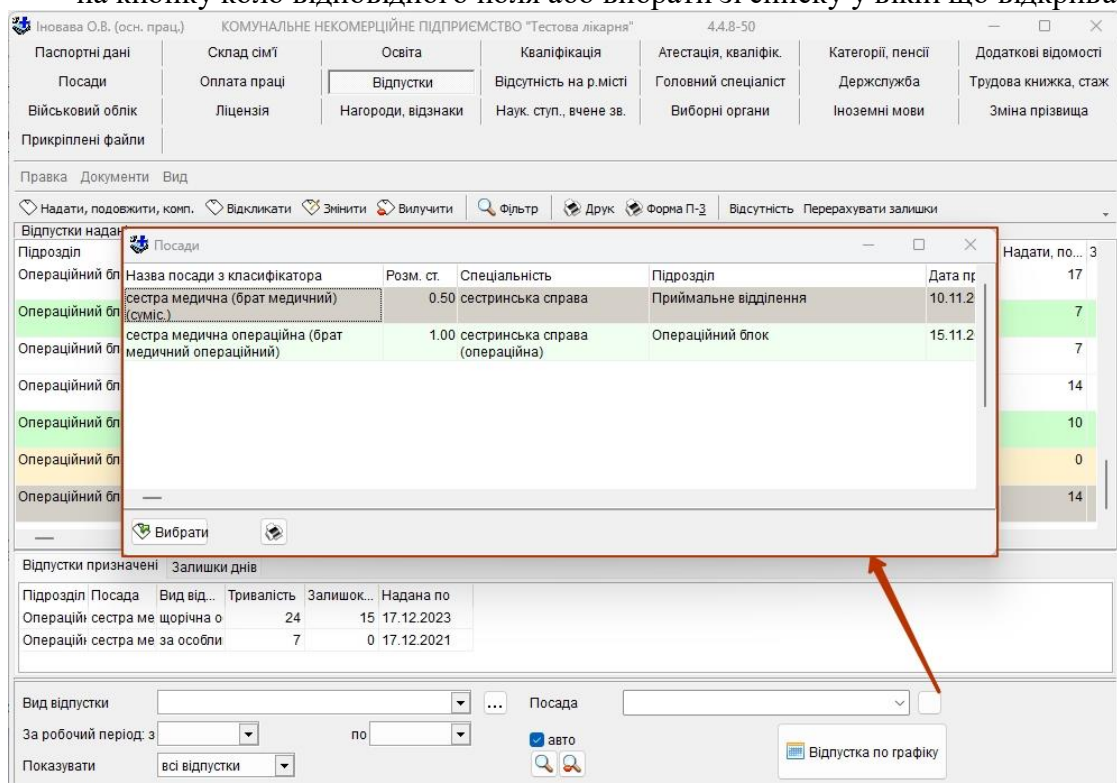 на кнопку коло відповідного поля або вибрати зі списку у вікні що відкрива
Іновава О.В. (осн. прац.) КОМУНАЛЬНЕ НЕКОМЕРЦІЙНЕ ПІДПРИЄМСТВО "Тестова лікарня" 4.4.8-50
Паспортні дані Склад сім'ї Освіта Кваліфікація Атестація, кваліфік. Категорії, пенсії Додаткові відомості
Посади Оплата праці Відпустки Відсутність на р.місті Головний спеціаліст Держслужба Трудова книжка, стаж
Військовий облік Ліцензія Нагороди, відзнаки Наук. ступ., вчене зв. Виборні органи Іноземні мови Зміна прізвища
Прикріплені файли
Правка Документи Вид
Надати, подовжити, комп. Відкликати Змінити Вилучити Фільтр Друк Форма П-3 Відсутність Перерахувати залишки
Відпустки надан
Посади
Підрозділ Надати, по... З
Назва посади з класифікатора Розм. ст. Спеціальність Підрозділ Дата пр
Операційний бл 17
сестра медична (брат медичний) 0.50 сестринська справа Приймальне відділення 10.11.2
(суміс.)
Операційний бл 7
сестра медична операційна (брат 1.00 сестринська справа Операційний блок 15.11.2
медичний операційний) (операційна)
Операційний бл 7
Операційний бл 14
Операційний бл 10
Операційний бл 0
Операційний бл 14
Вибрати
Відпустки призначені Залишки днів
Підрозділ Посада Вид від... Тривалість Залишок... Надана по
Операційн сестра ме щорічна о 24 15 17.12.2023
Операційн сестра ме за особли 7 0 17.12.2021
Вид відпустки ... Посада
За робочий період: з по авто
Відпустка по графіку
Показувати всі відпустки